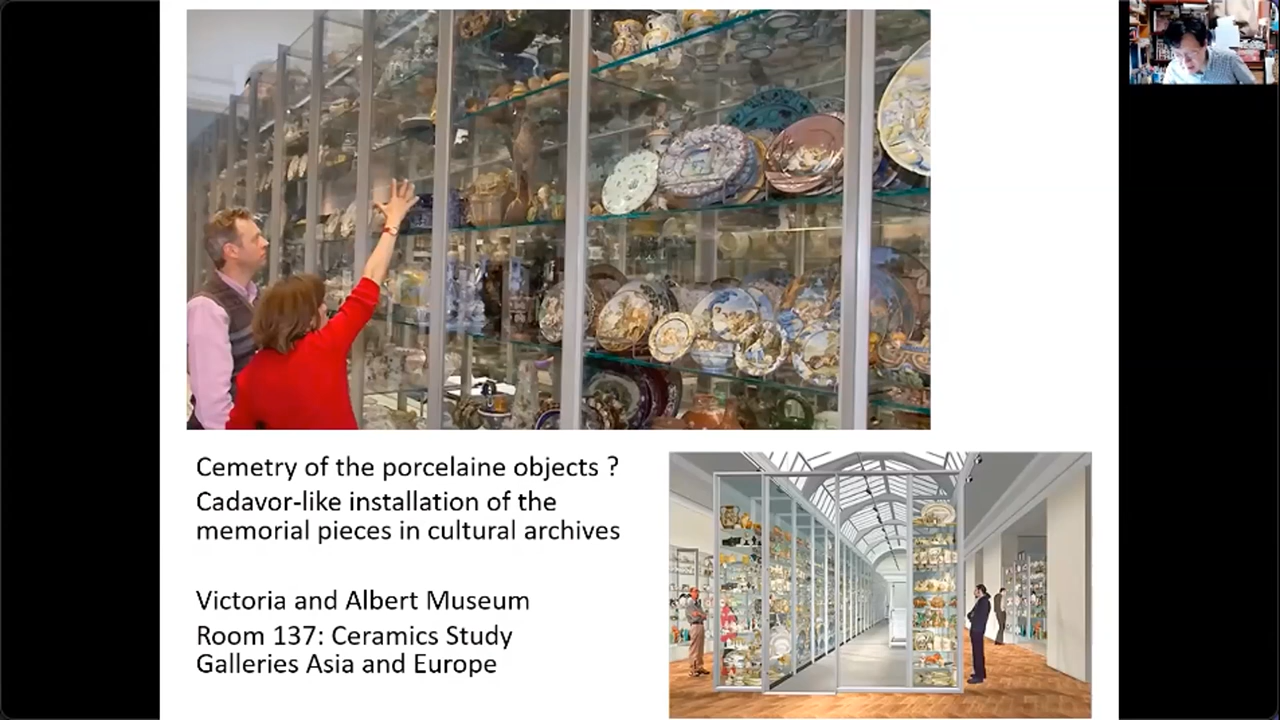 Cemetry of the porcelaine objects ?
Cadavor-like installation of the
memorial pieces in cultural archives
Victoria and Albert Museum
Room 137: Ceramics Study
Galleries Asia and Europe